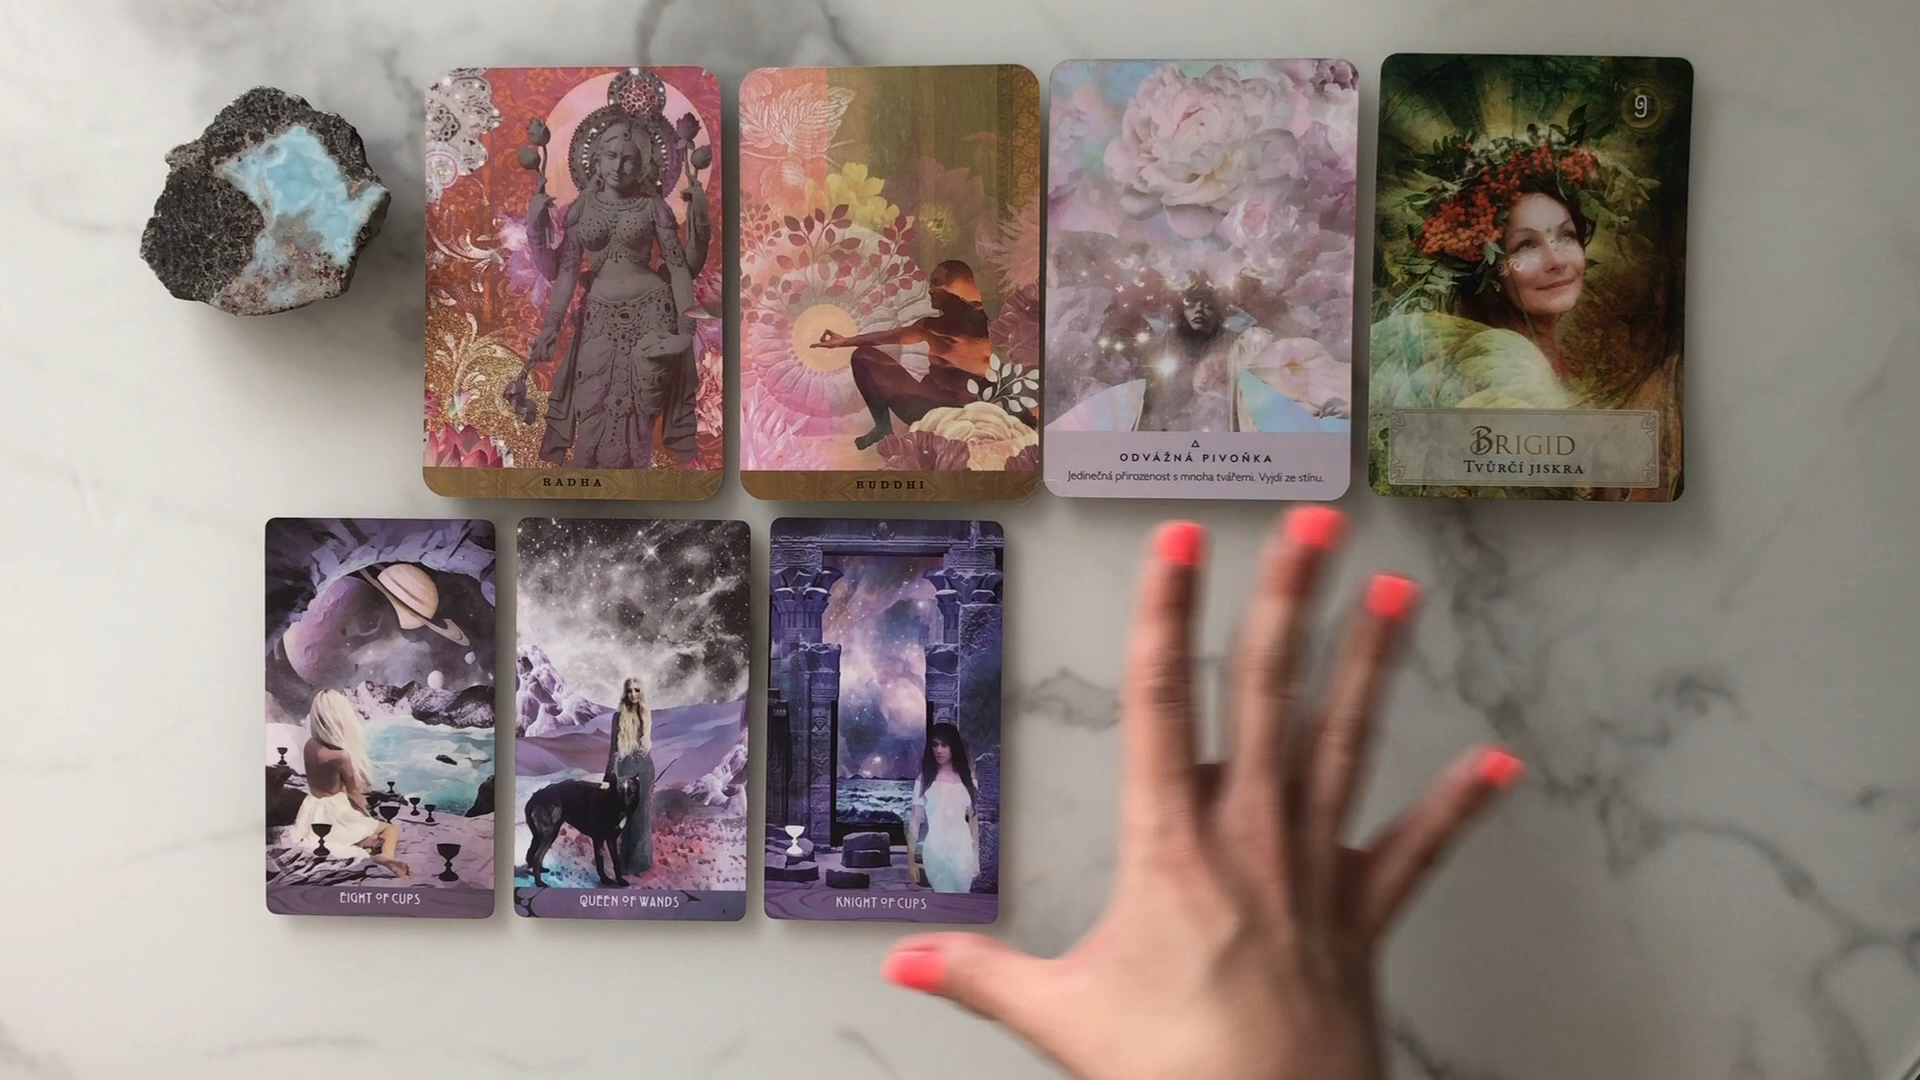 RADHA
BUDDHI
ODVÁŽNÁ PIVOŇKA
Jedinečná přirozenost s mnoha tvářemi. Vyjdi ze stínu.
9
BRIGID
TVŮRČÍ JISKRA
EIGHT OF CUPS
QUEEN OF WANDS
KNIGHT OF CUPS